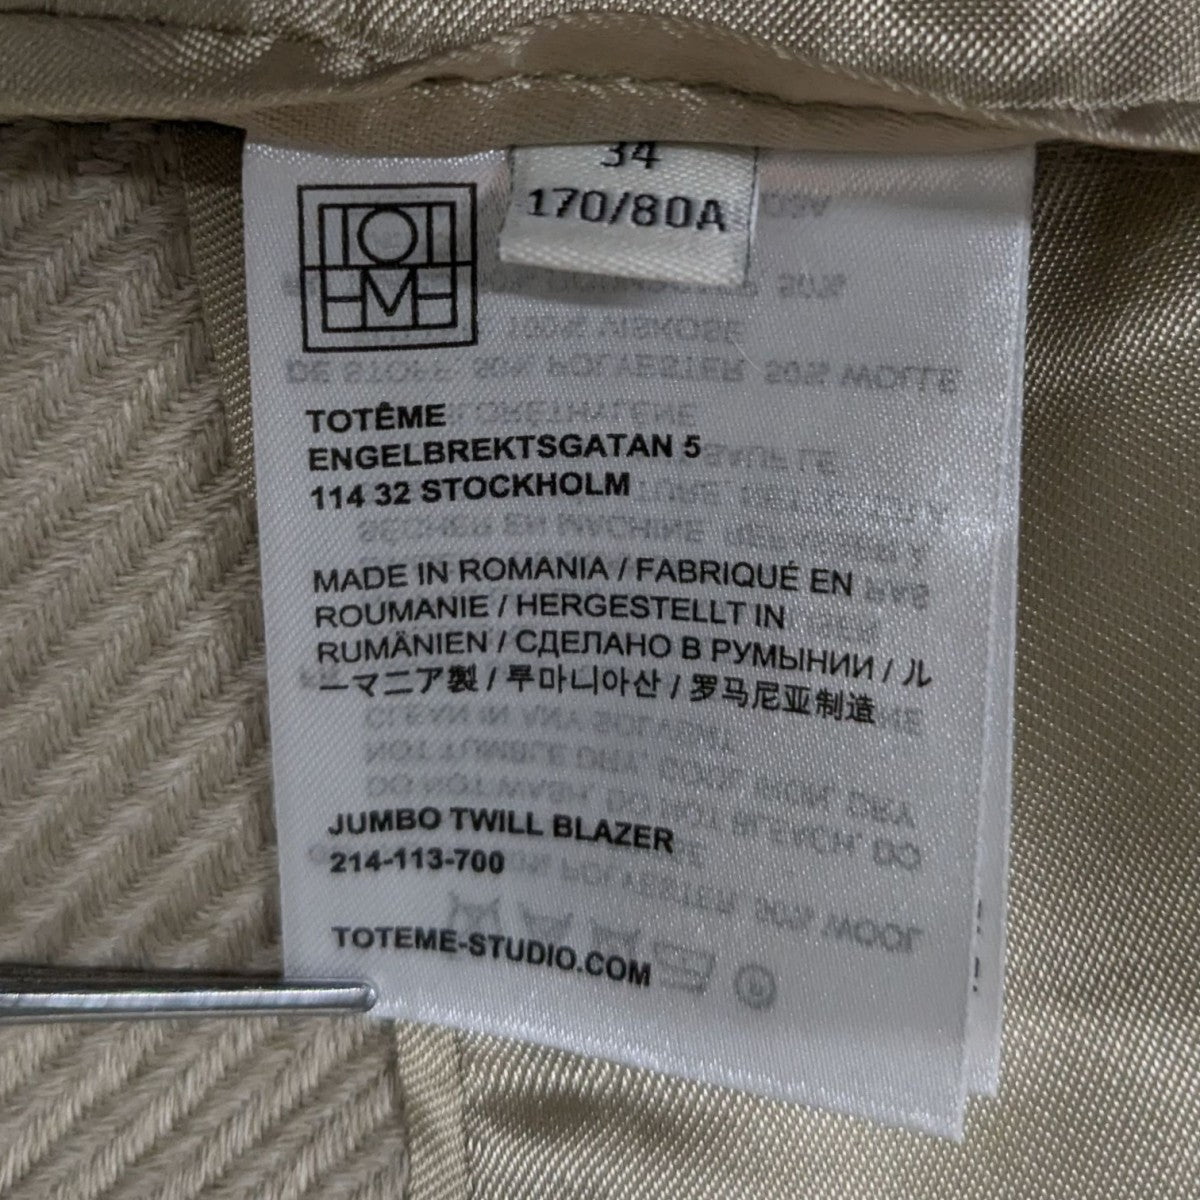 34
170/80A
TOTÊME
TOTÊME
ENGELBREKTSGATAN 5
114 32 STOCKHOLM
MADE IN ROMANIA / FABRIQUÉ EN
ROUMANIE / HERGESTELLT IN
RUMÄNIEN / СДЕЛАНО В РУМЫНИИ / ル
ーマニア製 / 루마니아산 / 罗马尼亚制造
JUMBO TWILL BLAZER
214-113-700
TOTEME-STUDIO.COM